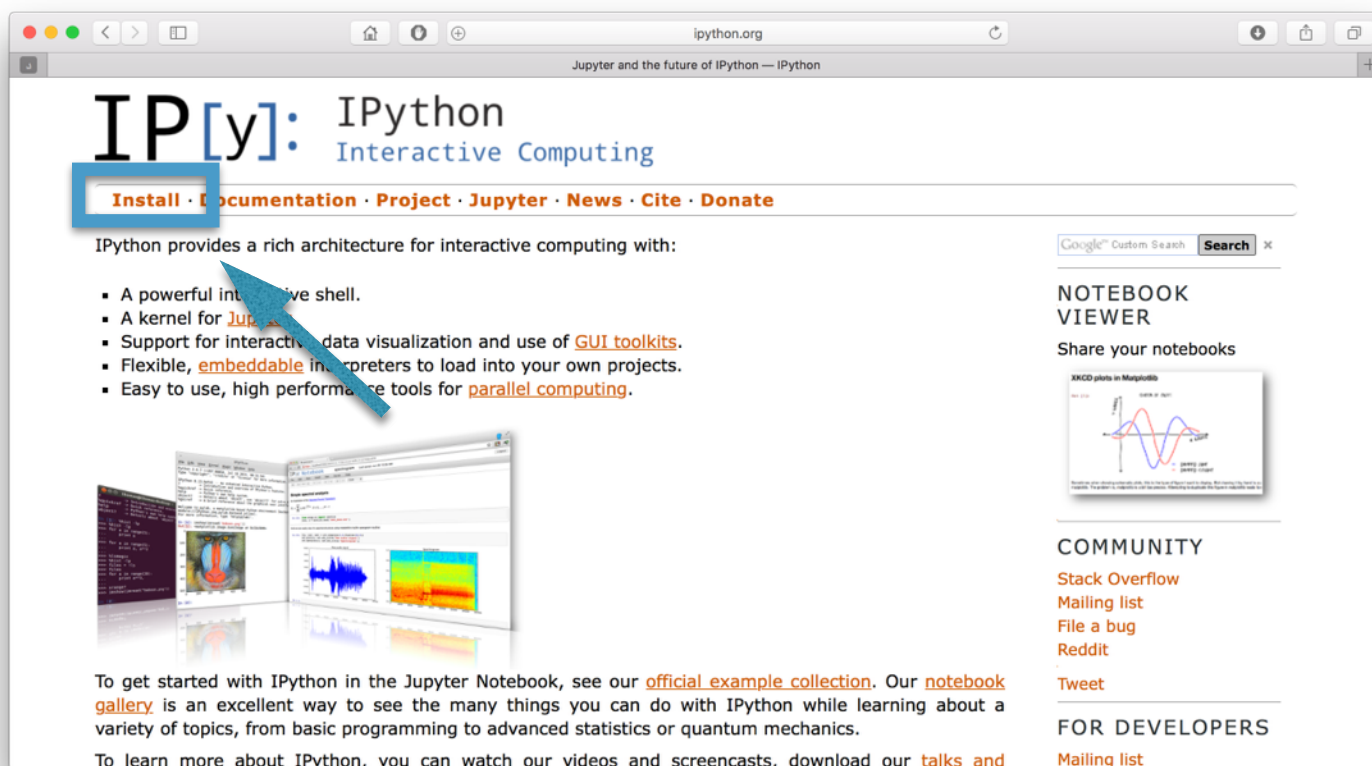 ipython.org
Jupyter and the future of IPython — IPython
IP[y]: IPython
Interactive Computing
Install · Documentation · Project · Jupyter · News · Cite · Donate
IPython provides a rich architecture for interactive computing with:
A powerful interactive shell.
A kernel for Jupyter.
Support for interactive data visualization and use of GUI toolkits.
Flexible, embeddable interpreters to load into your own projects.
Easy to use, high performance tools for parallel computing.
To get started with IPython in the Jupyter Notebook, see our official example collection. Our notebook
gallery is an excellent way to see the many things you can do with IPython while learning about a
variety of topics, from basic programming to advanced statistics or quantum mechanics.
To learn more about IPython, you can watch our videos and screencasts, download our talks and
Google™ Custom Search Search ×
NOTEBOOK
VIEWER
Share your notebooks
XKCD plots in Matplotlib
COMMUNITY
Stack Overflow
Mailing list
File a bug
Reddit
Tweet
FOR DEVELOPERS
Mailing list